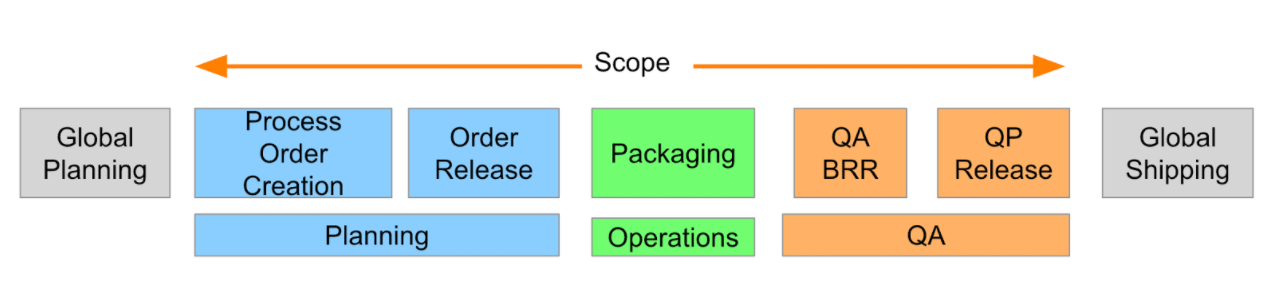 Scope
Global
Planning
Process
Order
Creation
Order
Release
Packaging
QA
BRR
QP
Release
Global
Shipping
Planning
Operations
QA